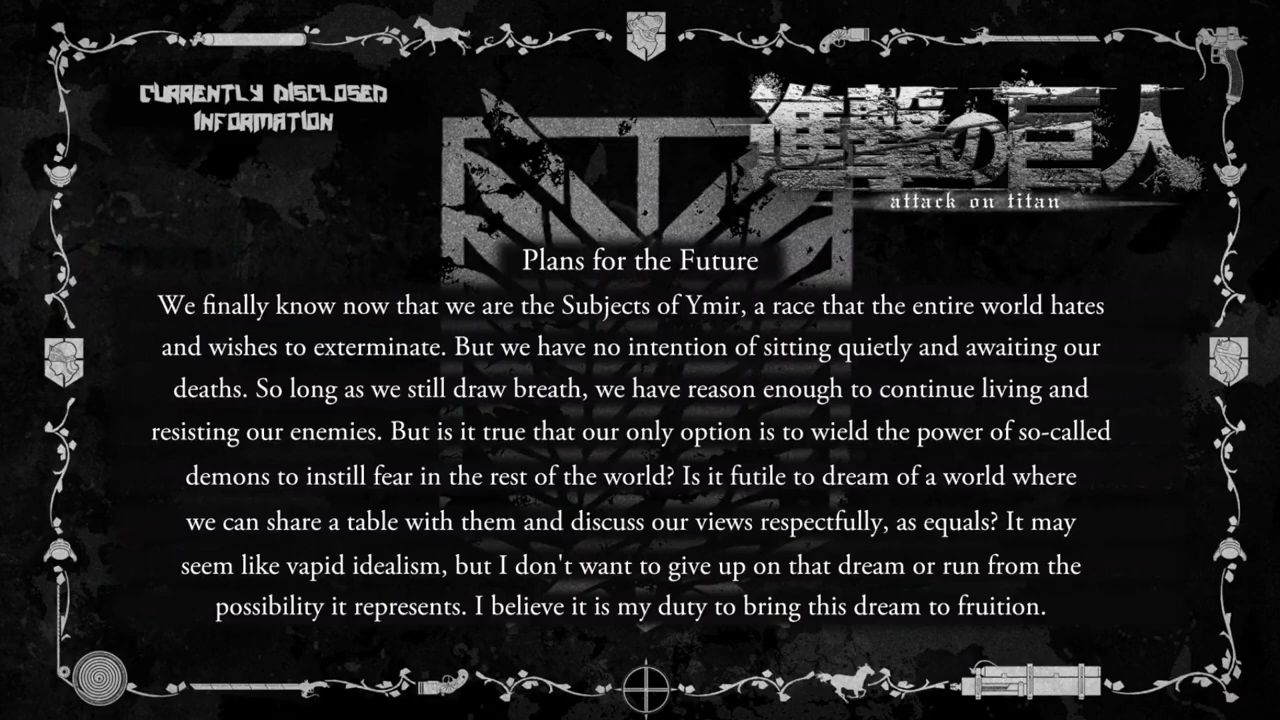 CURRENTLY DISCLOSED
INFORMATION
進撃の巨人
attack on titan
Plans for the Future
We finally know now that we are the Subjects of Ymir, a race that the entire world hates
and wishes to exterminate. But we have no intention of sitting quietly and awaiting our
deaths. So long as we still draw breath, we have reason enough to continue living and
resisting our enemies. But is it true that our only option is to wield the power of so-called
demons to instill fear in the rest of the world? Is it futile to dream of a world where
we can share a table with them and discuss our views respectfully, as equals? It may
seem like vapid idealism, but I don't want to give up on that dream or run from the
possibility it represents. I believe it is my duty to bring this dream to fruition.